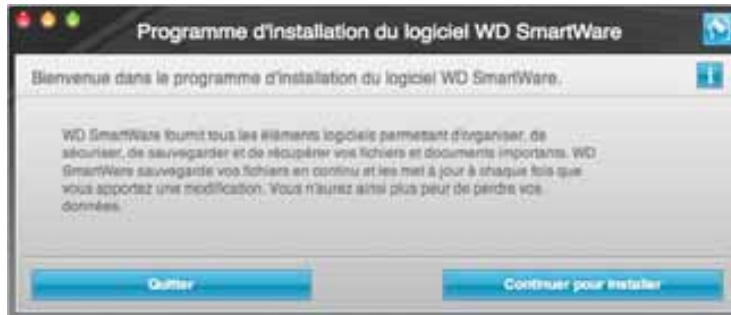 Programme d'installation du logiciel WD SmartWare
Bienvenue dans le programme d'installation du logiciel WD SmartWare.
WD SmartWare fournit tous les éléments logiciels permettant d'organiser, de
sécuriser, de sauvegarder et de récupérer vos fichiers et documents importants. WD
SmartWare sauvegarde vos fichiers en continu et les met à jour à chaque fois que
vous apportez une modification. Vous n'aurez ainsi plus peur de perdre vos
données.
Quitter
Continuer pour installer